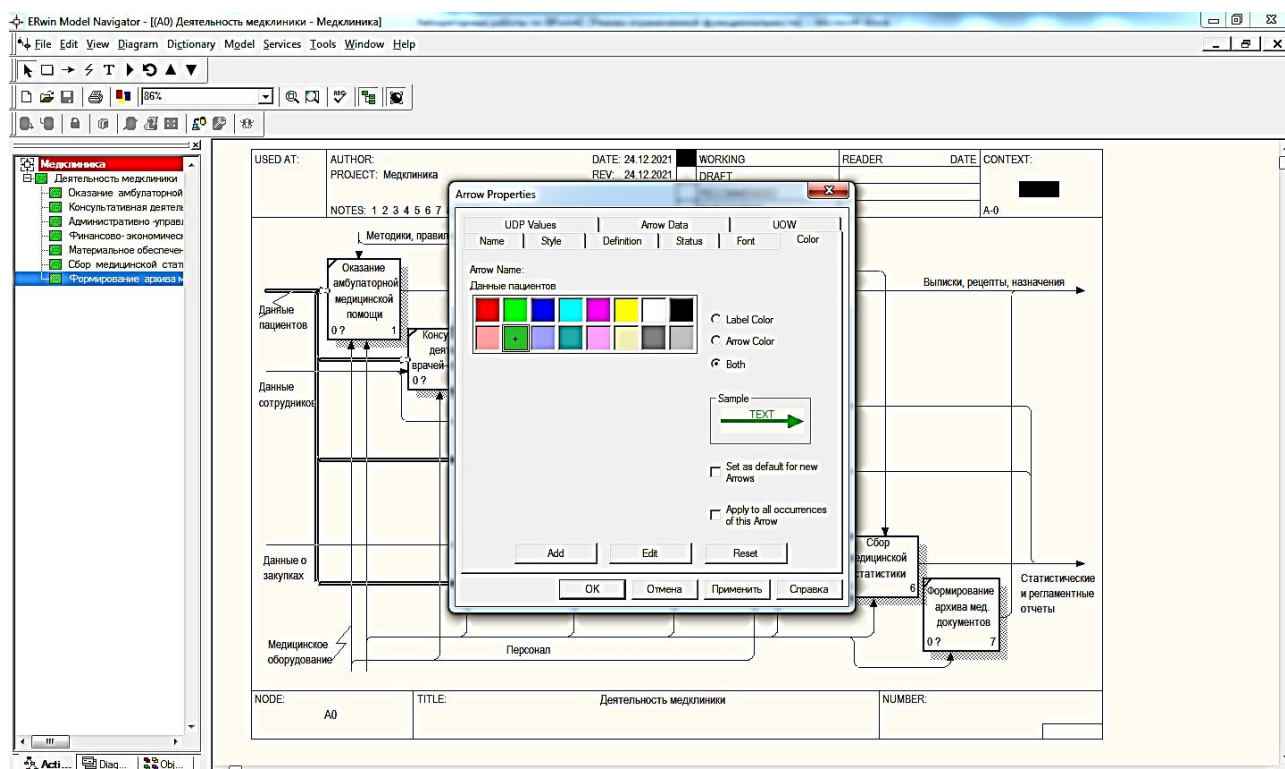 ERwin Model Navigator - [(A0) Деятельность медклиники - Медклиника]
File Edit View Diagram Dictionary Model Services Tools Window Help
86%
Медклиника
Деятельность медклиники
Оказание амбулаторной
Консультативная деятель
Административно-управл
Финансово-экономичес
Материальное обеспечен
Сбор медицинской стат
Формирование архива м
Acti...
Diag...
Obj...
USED AT:
AUTHOR:
DATE: 24.12.2021
WORKING
READER
DATE
CONTEXT:
PROJECT: Медклиника
REV: 24.12.2021
DRAFT
NOTES: 1 2 3 4 5 6 7
A-0
Методики, правил
Оказание
амбулаторной
медицинской
помощи
0 ? 1
Консу
дея
врачей-
0 ?
Данные
пациентов
Данные
сотрудников
Данные о
закупках
Медицинское
оборудование
Персонал
Выписки, рецепты, назначения
Сбор
едицинской
статистики
6
Формирование
архива мед.
документов
0 ? 7
Статистические
и регламентные
отчеты
NODE:
A0
TITLE:
Деятельность медклиники
NUMBER:
Arrow Properties
UDP Values
Arrow Data
UOW
Name
Style
Definition
Status
Font
Color
Arrow Name:
Данные пациентов
Label Color
Arrow Color
Both
Sample
TEXT
Set as default for new
Arrows
Apply to all occurrences
of this Arrow
Add
Edit
Reset
OK
Отмена
Применить
Справка